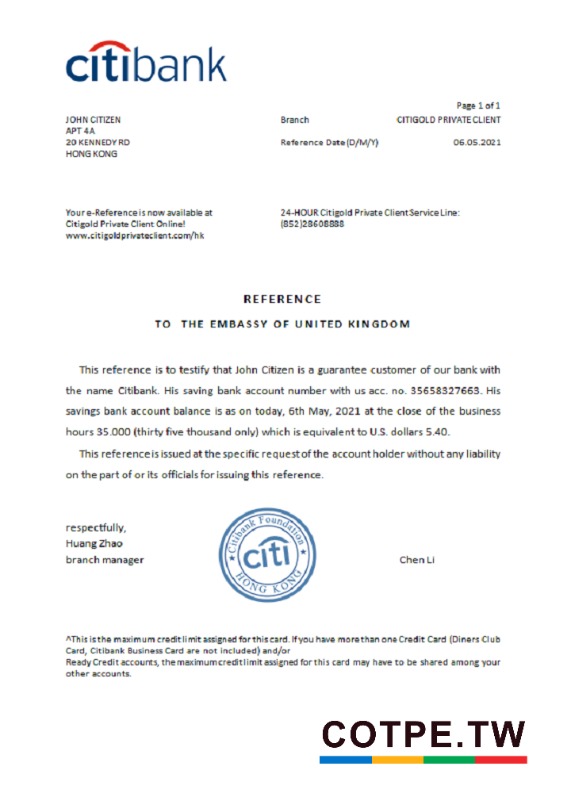 citibank
Page 1 of 1
JOHN CITIZEN
APT 4A
20 KENNEDY RD
HONG KONG
Branch CITIGOLD PRIVATE CLIENT
Reference Date (D/M/Y) 06.05.2021
Your e-Reference is now available at
Citigold Private Client Online!
www.citigoldprivateclient.com/hk
24-HOUR Citigold Private Client Service Line:
(852)28608888
REFERENCE
TO THE EMBASSY OF UNITED KINGDOM
This reference is to testify that John Citizen is a guarantee customer of our bank with
the name Citibank. His saving bank account number with us acc. no. 35658327663. His
savings bank account balance is as on today, 6th May, 2021 at the close of the business
hours 35.000 (thirty five thousand only) which is equivalent to U.S. dollars 5.40.
This reference is issued at the specific request of the account holder without any liability
on the part of or its officials for issuing this reference.
respectfully,
Huang Zhao
branch manager
Citibank Foundation
citi
HONG KONG
Chen Li
^This is the maximum credit limit assigned for this card. If you have more than one Credit Card (Diners Club
Card, Citibank Business Card are not included) and/or
Ready Credit accounts, the maximum credit limit assigned for this card may have to be shared among your
other accounts.
COTPE.TW